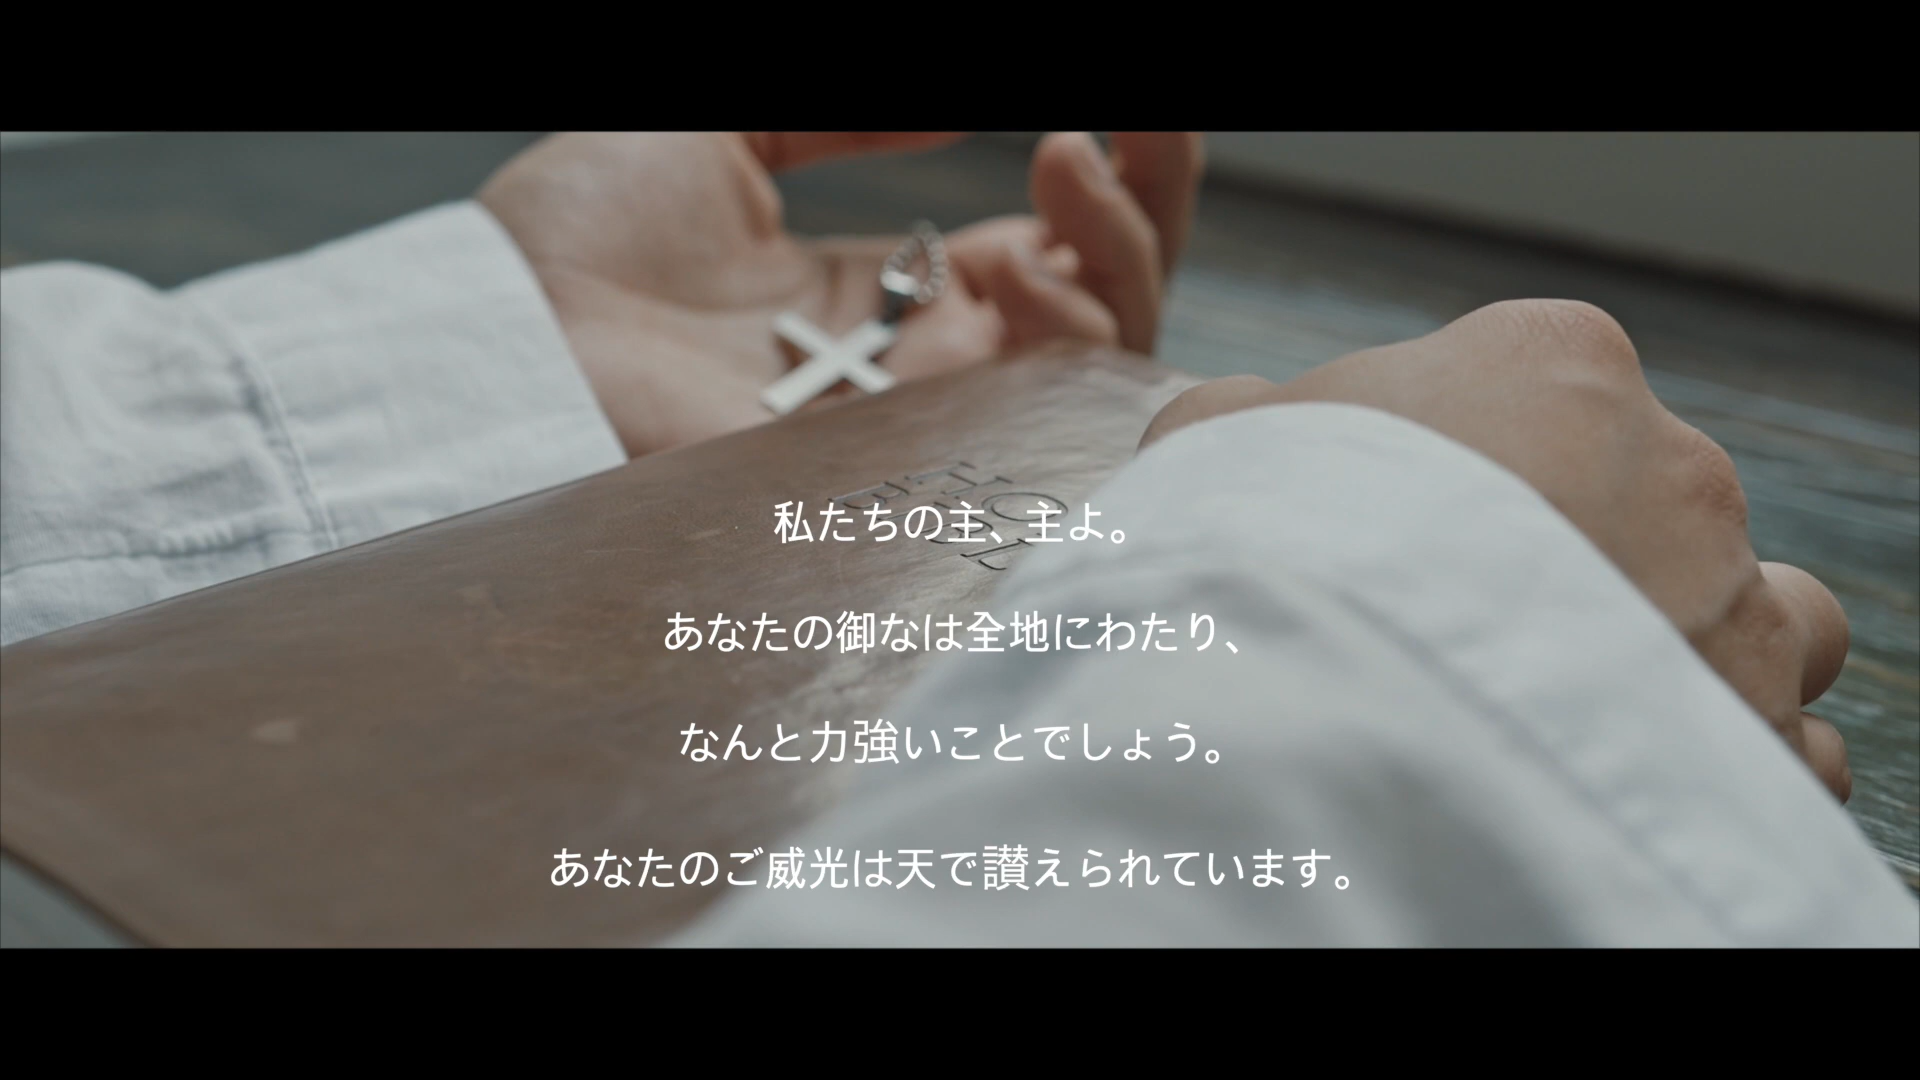 HO
BIBL
私たちの主、主よ。
あなたの御なは全地にわたり、
なんと力強いことでしょう。
あなたのご威光は天で讃えられています。